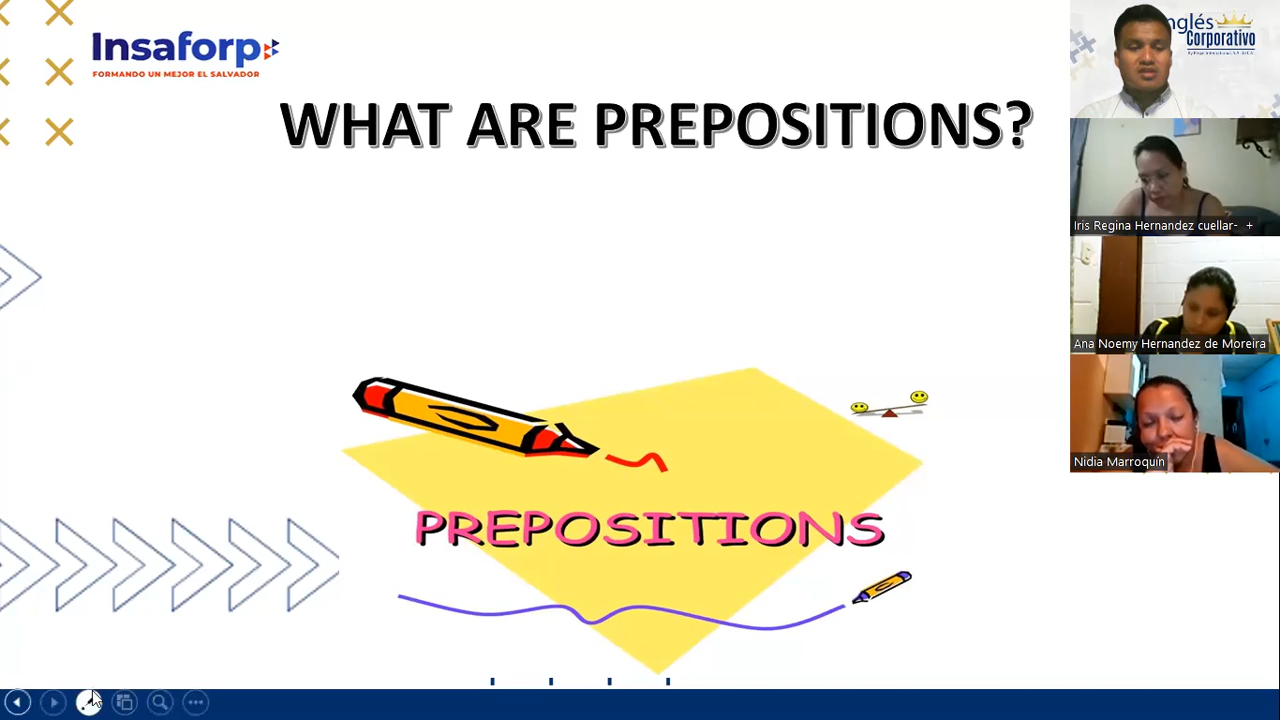 Insaforp
FORMANDO UN MEJOR EL SALVADOR
WHAT ARE PREPOSITIONS?
PREPOSITIONS
Inglés
Corporativo
Iris Regina Hernandez cuellar- +
Ana Noemy Hernandez de Moreira
Nidia Marroquín